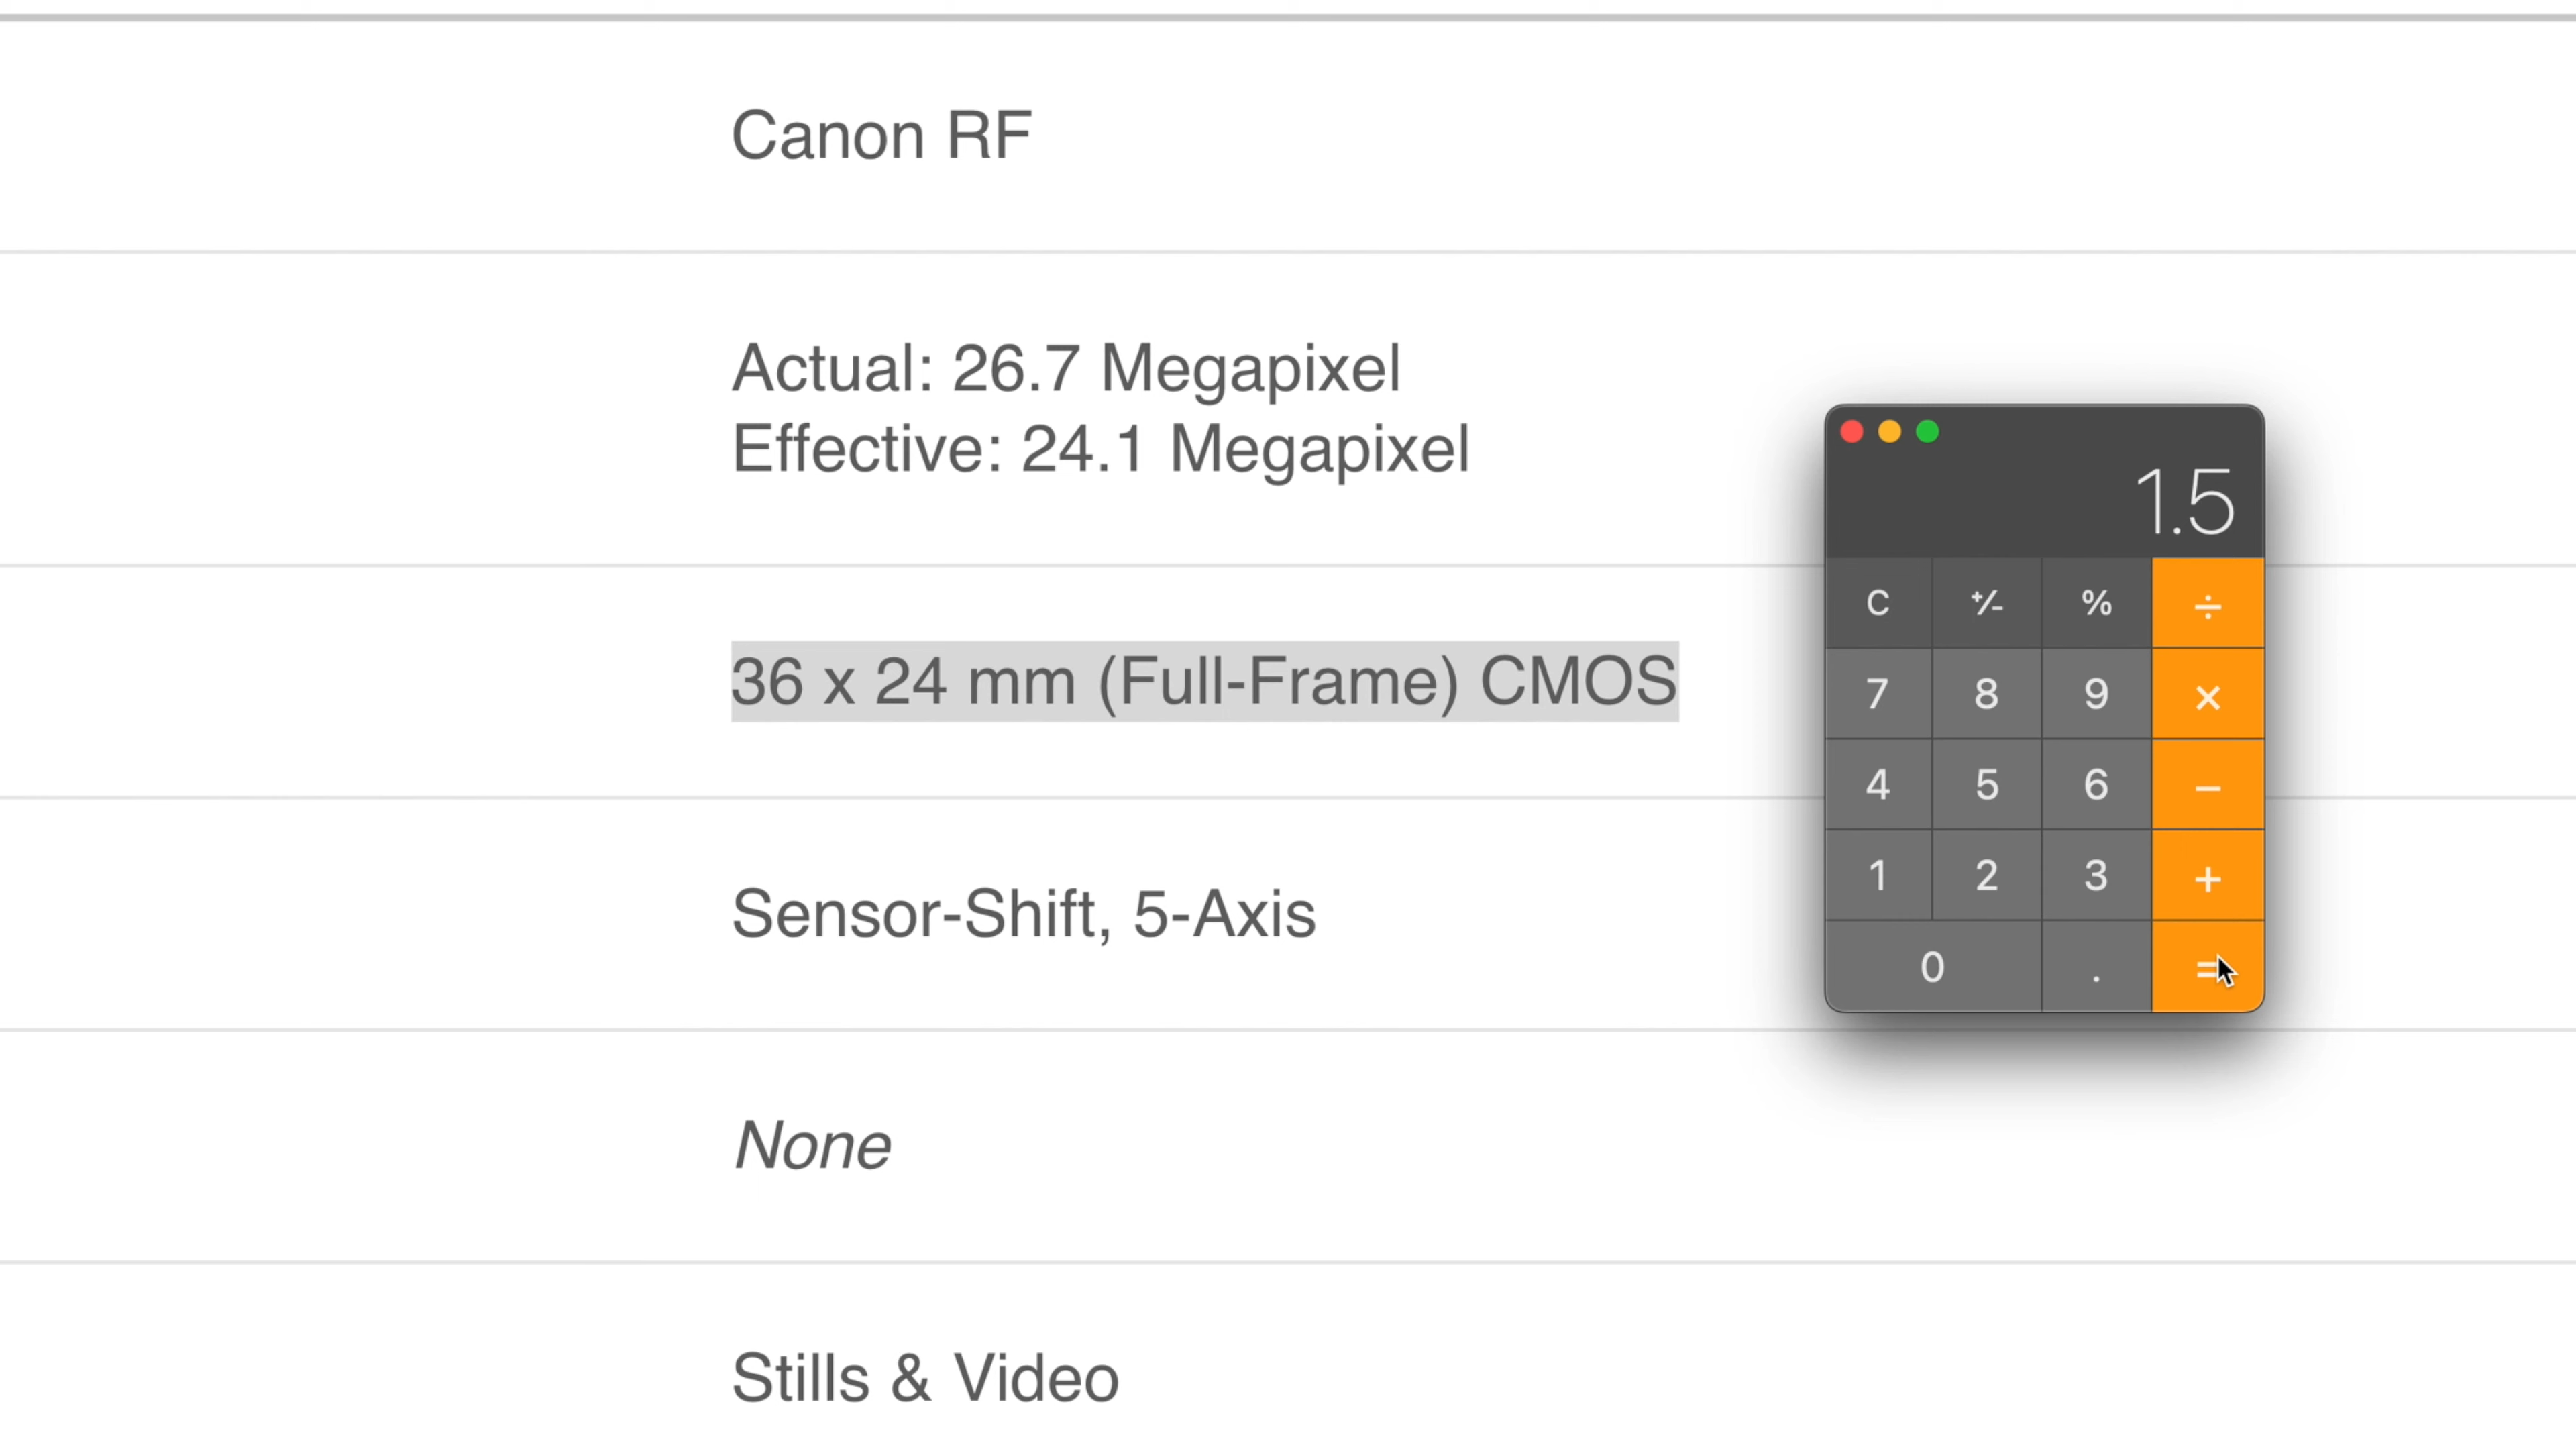 Canon RF
Actual: 26.7 Megapixel
Effective: 24.1 Megapixel
36 x 24 mm (Full-Frame) CMOS
Sensor-Shift, 5-Axis
None
Stills & Video
1.5
C +/- % ÷
7 8 9 ×
4 5 6 −
1 2 3 +
0 . =